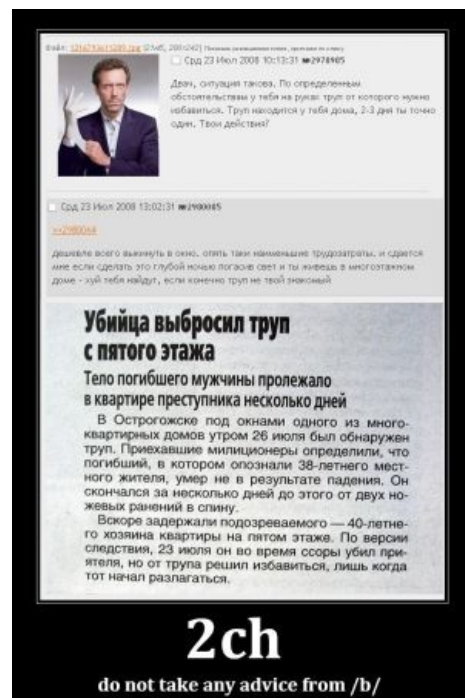 Файл: 1216793611289.jpg
Срд 23 Июл 2008 10:13:31 №2978985
Двач, ситуация такова. По определенным
обстоятельствам у тебя на руках труп от которого нужно
избавиться. Труп находится у тебя дома, 2-3 дня ты точно
один. Твои действия?
Срд 23 Июл 2008 13:02:31 №2980085
>>2980064
дешевле всего выкинуть в окно. опять таки наименьшие трудозатраты. и сдается
мне если сделать это глубой ночью погасив свет и ты живешь в многоэтажном
доме - хуй тебя найдут, если конечно труп не твой знакомый
Убийца выбросил труп
с пятого этажа
Тело погибшего мужчины пролежало
в квартире преступника несколько дней
В Острогожске под окнами одного из много-
квартирных домов утром 26 июля был обнаружен
труп. Приехавшие милиционеры определили, что
погибший, в котором опознали 38-летнего мест-
ного жителя, умер не в результате падения. Он
скончался за несколько дней до этого от двух но-
жевых ранений в спину.
Вскоре задержали подозреваемого — 40-летне-
го хозяина квартиры на пятом этаже. По версии
следствия, 23 июля он во время ссоры убил при-
ятеля, но от трупа решил избавиться, лишь когда
тот начал разлагаться.
2ch
do not take any advice from /b/